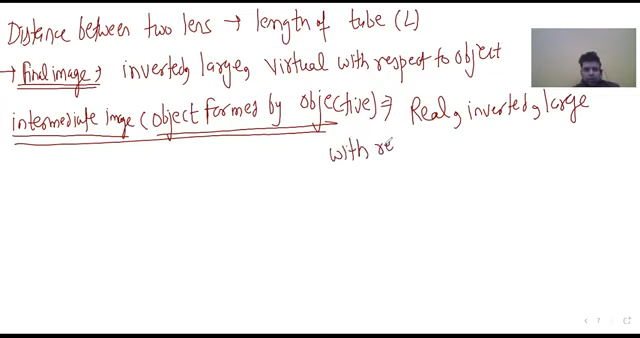 Distance between two lens → length of tube (L)
→ final image → inverted, large, virtual with respect to object
intermediate image (object formed by objective) ⇒ Real, inverted, large
with re